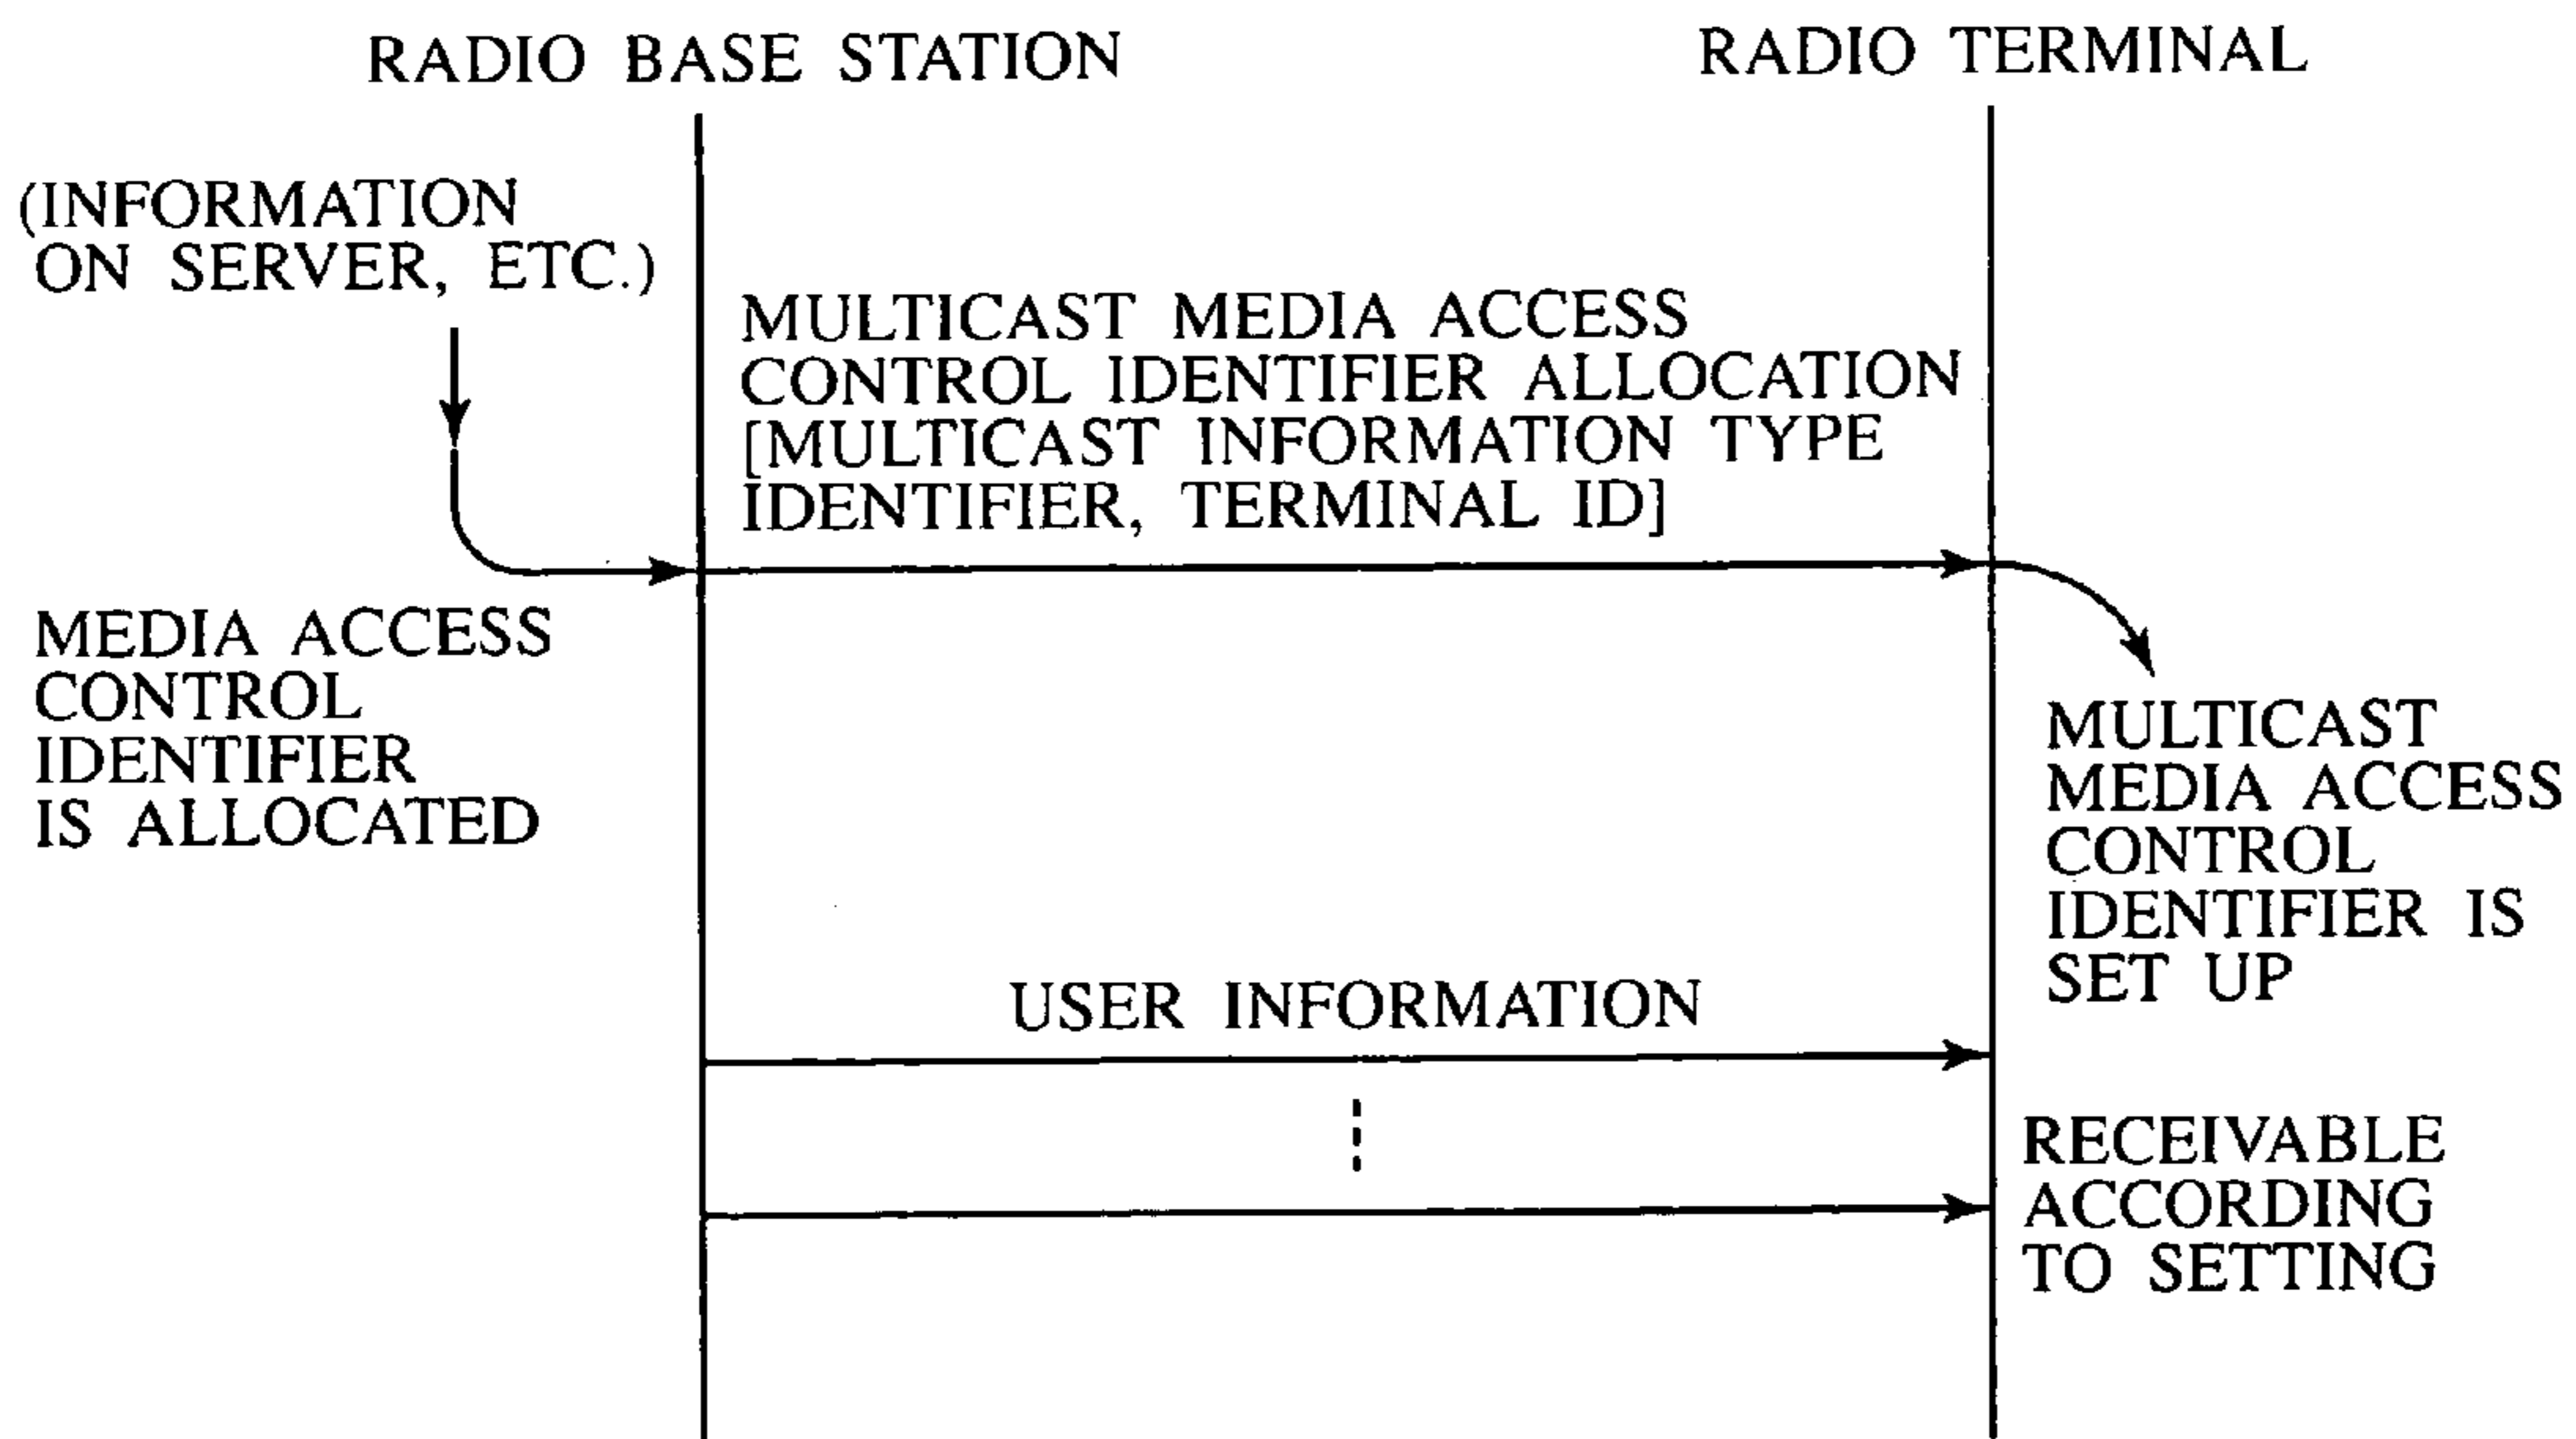 RADIO BASE STATION
RADIO TERMINAL
(INFORMATION
ON SERVER, ETC.)
MULTICAST MEDIA ACCESS
CONTROL IDENTIFIER ALLOCATION
[MULTICAST INFORMATION TYPE
IDENTIFIER, TERMINAL ID]
MEDIA ACCESS
CONTROL
IDENTIFIER
IS ALLOCATED
MULTICAST
MEDIA ACCESS
CONTROL
IDENTIFIER IS
SET UP
USER INFORMATION
RECEIVABLE
ACCORDING
TO SETTING